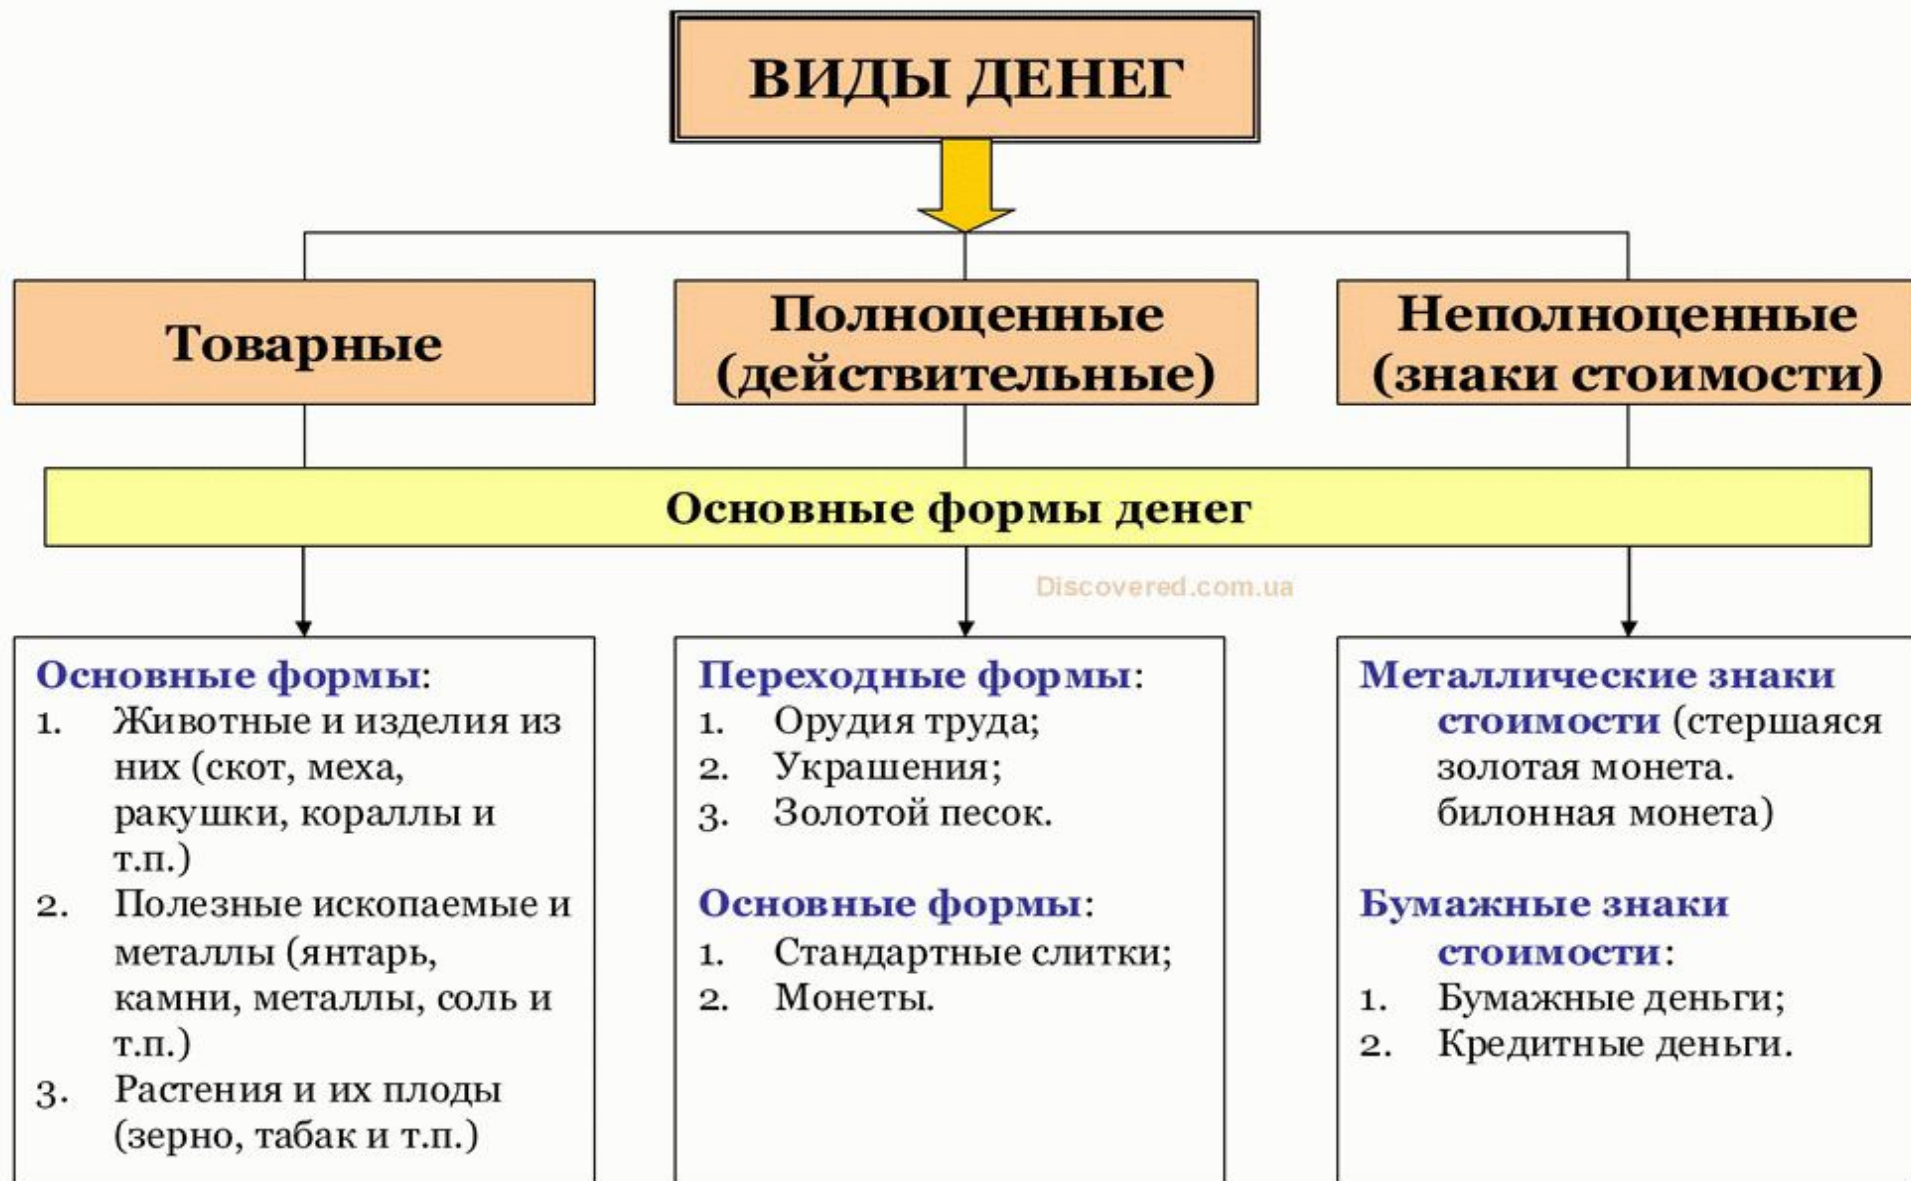 ВИДЫ ДЕНЕГ
Товарные
Полноценные
(действительные)
Неполноценные
(знаки стоимости)
Основные формы денег
Discovered.com.ua
Основные формы:
1. Животные и изделия из
них (скот, меха,
ракушки, кораллы и
т.п.)
2. Полезные ископаемые и
металлы (янтарь,
камни, металлы, соль и
т.п.)
3. Растения и их плоды
(зерно, табак и т.п.)
Переходные формы:
1. Орудия труда;
2. Украшения;
3. Золотой песок.
Основные формы:
1. Стандартные слитки;
2. Монеты.
Металлические знаки
стоимости (стершаяся
золотая монета.
билонная монета)
Бумажные знаки
стоимости:
1. Бумажные деньги;
2. Кредитные деньги.